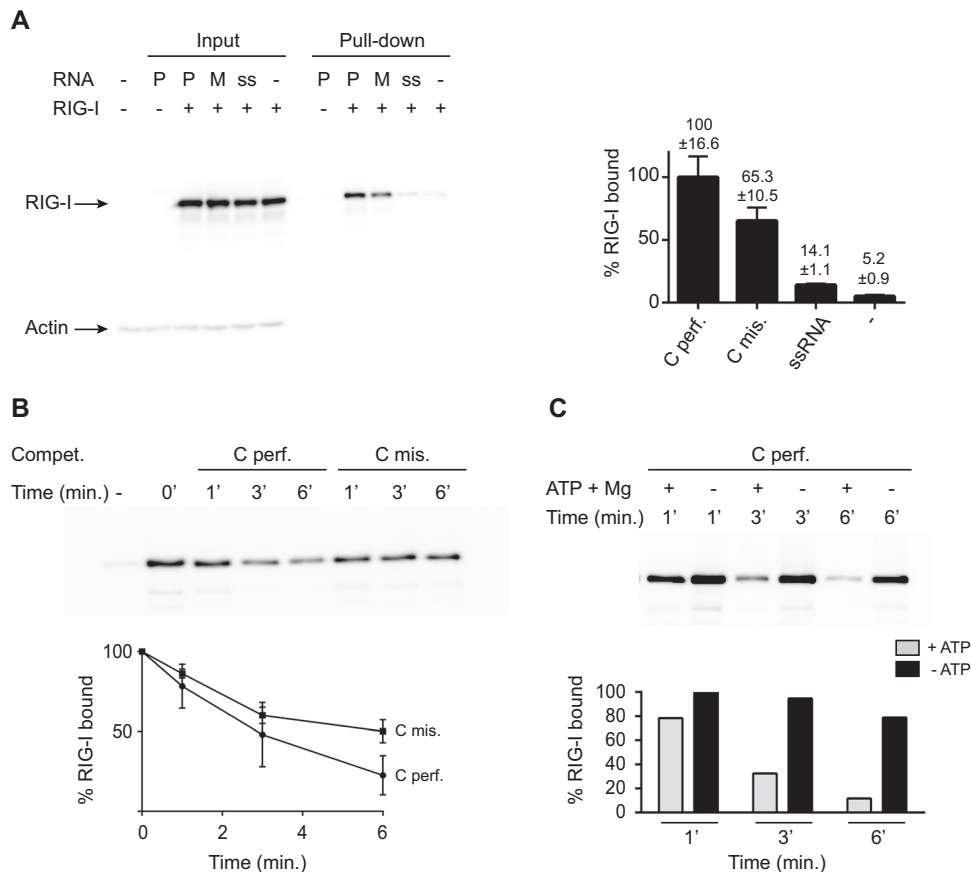 A
Input Pull-down
RNA - P P M ss - P P M ss -
RIG-I - - + + + + - + + + +
RIG-I
Actin
% RIG-I bound
100
50
0
100
±16.6
65.3
±10.5
14.1
±1.1
5.2
±0.9
C perf.
C mis.
ssRNA
-
B
Compet. C perf. C mis.
Time (min.) - 0' 1' 3' 6' 1' 3' 6'
% RIG-I bound
100
50
C mis.
C perf.
0 2 4 6
Time (min.)
C
C perf.
ATP + Mg + - + - + -
Time (min.) 1' 1' 3' 3' 6' 6'
+ ATP
- ATP
% RIG-I bound
100
80
60
40
20
0
1' 3' 6'
Time (min.)